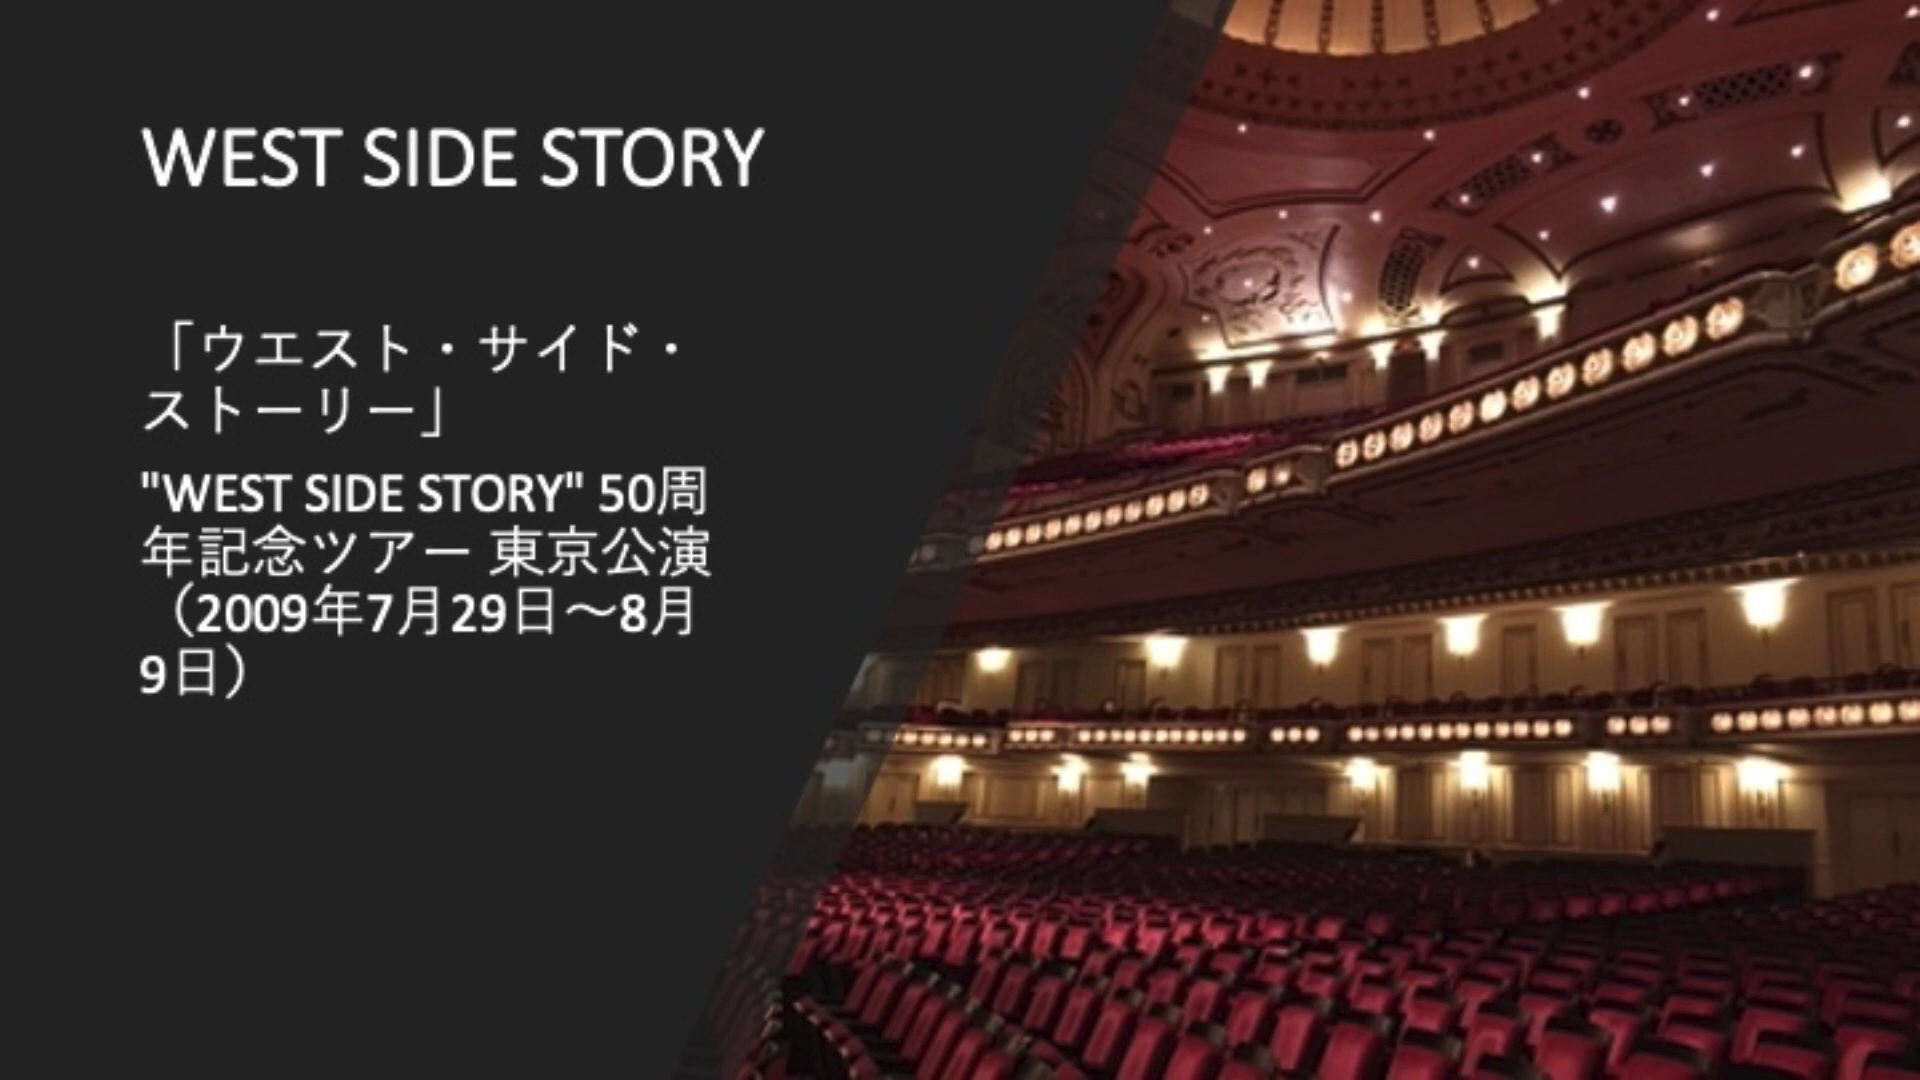 WEST SIDE STORY
「ウエスト・サイド・
ストーリー」
"WEST SIDE STORY" 50周
年記念ツアー 東京公演
（2009年7月29日～8月
9日）